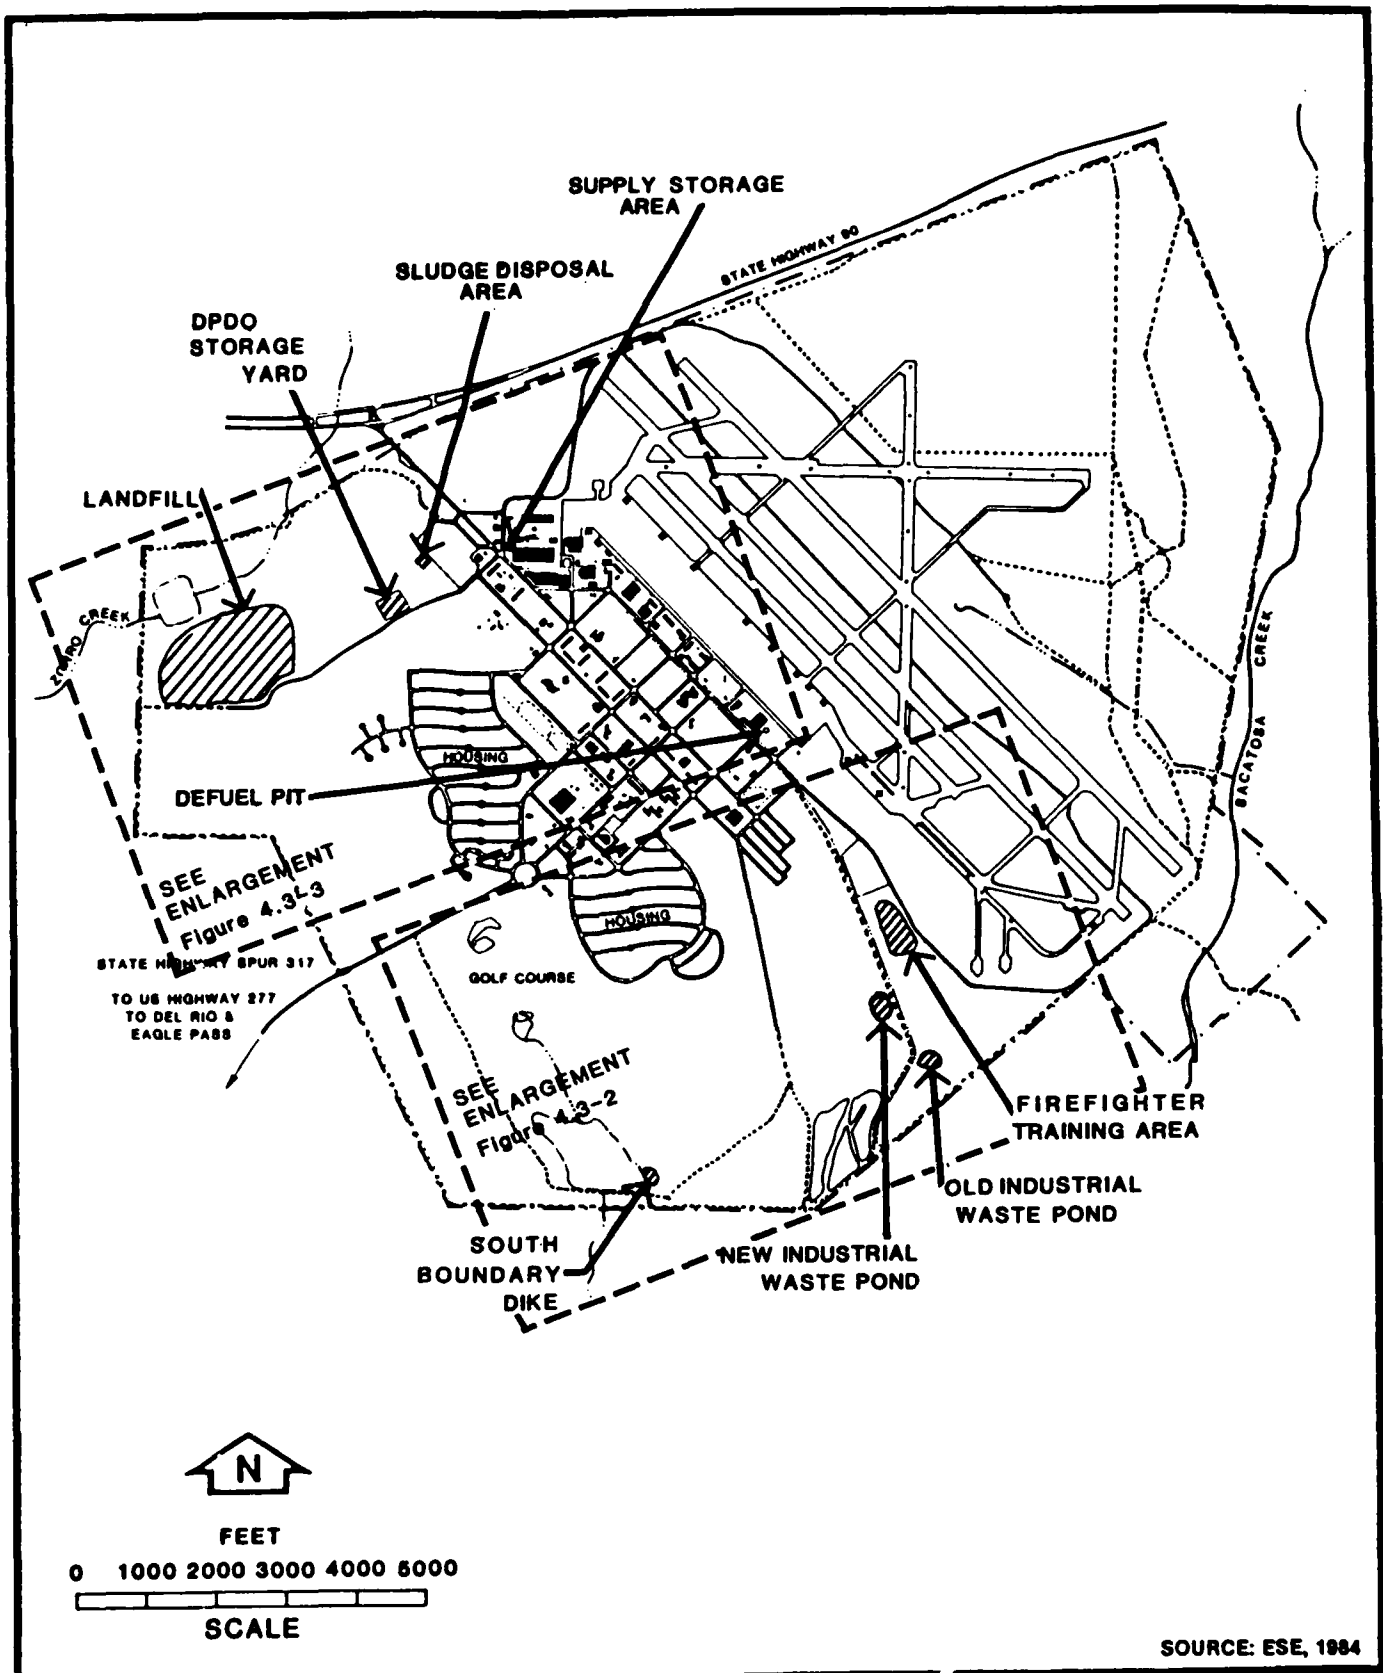 SUPPLY STORAGE
AREA
STATE HIGHWAY 90
SLUDGE DISPOSAL
AREA
DPDO
STORAGE
YARD
LANDFILL
CREEK
SACATOSA CREEK
HOUSING
DEFUEL PIT
SEE
ENLARGEMENT
Figure 4.3-3
STATE HIGHWAY SPUR 317
TO US HIGHWAY 277
TO DEL RIO &
EAGLE PASS
HOUSING
GOLF COURSE
SEE
ENLARGEMENT
Figure 4.3-2
FIREFIGHTER
TRAINING AREA
OLD INDUSTRIAL
WASTE POND
NEW INDUSTRIAL
WASTE POND
SOUTH
BOUNDARY
DIKE
N
FEET
0 1000 2000 3000 4000 5000
SCALE
SOURCE: ESE, 1984